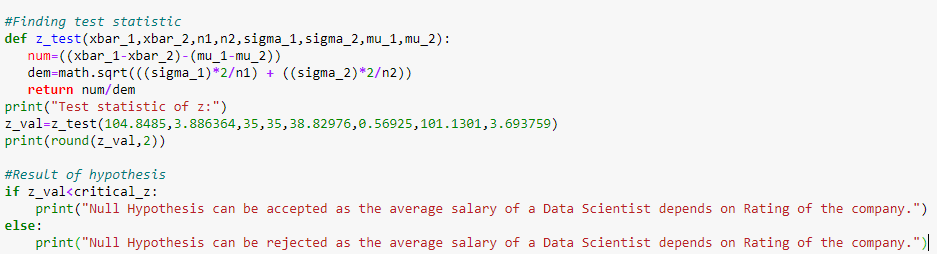 #Finding test statistic
def z_test(xbar_1,xbar_2,n1,n2,sigma_1,sigma_2,mu_1,mu_2):
num=((xbar_1-xbar_2)-(mu_1-mu_2))
dem=math.sqrt(((sigma_1)*2/n1) + ((sigma_2)*2/n2))
return num/dem
print("Test statistic of z:")
z_val=z_test(104.8485,3.886364,35,35,38.82976,0.56925,101.1301,3.693759)
print(round(z_val,2))
#Result of hypothesis
if z_val<critical_z:
print("Null Hypothesis can be accepted as the average salary of a Data Scientist depends on Rating of the company.")
else:
print("Null Hypothesis can be rejected as the average salary of a Data Scientist depends on Rating of the company.")